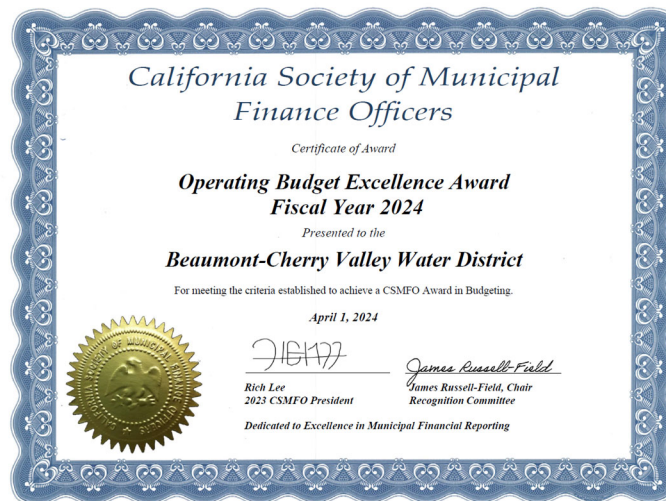 California Society of Municipal
Finance Officers
Certificate of Award
Operating Budget Excellence Award
Fiscal Year 2024
Presented to the
Beaumont-Cherry Valley Water District
For meeting the criteria established to achieve a CSMFO Award in Budgeting.
April 1, 2024
James Russell-Field
Rich Lee
2023 CSMFO President
James Russell-Field, Chair
Recognition Committee
Dedicated to Excellence in Municipal Financial Reporting